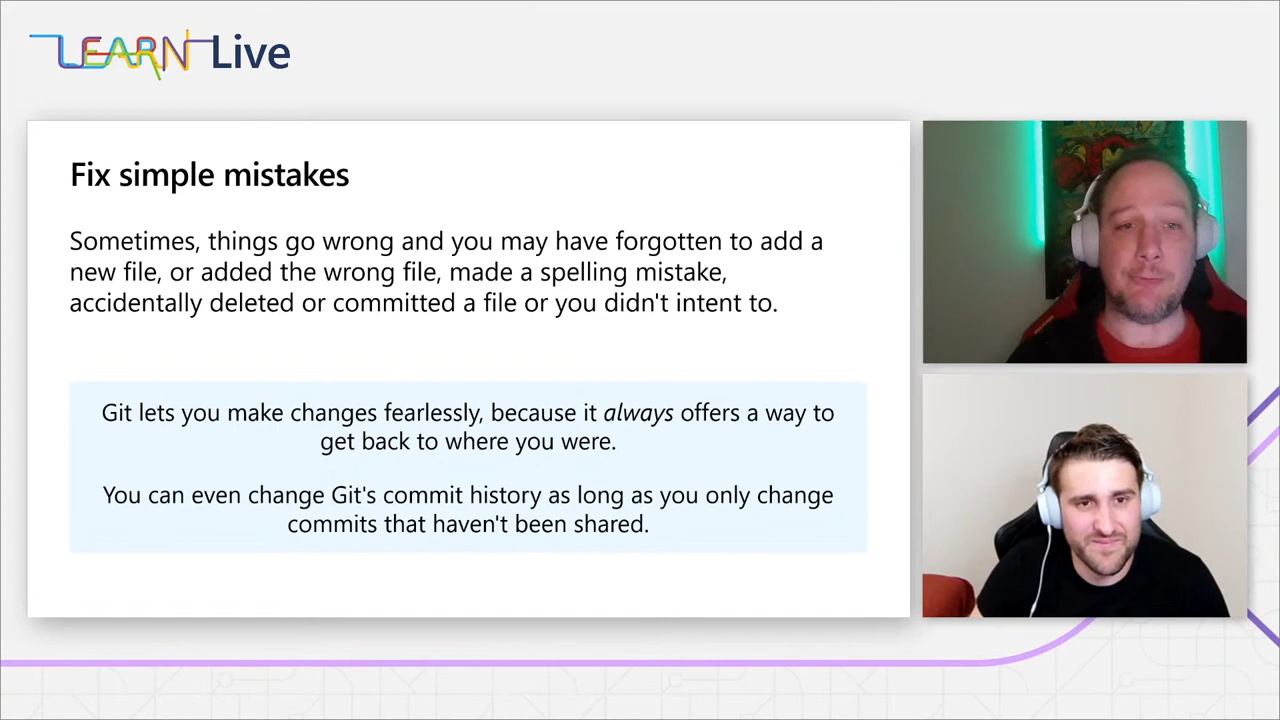 LEARN Live
Fix simple mistakes
Sometimes, things go wrong and you may have forgotten to add a
new file, or added the wrong file, made a spelling mistake,
accidentally deleted or committed a file or you didn't intent to.
Git lets you make changes fearlessly, because it always offers a way to
get back to where you were.
You can even change Git's commit history as long as you only change
commits that haven't been shared.